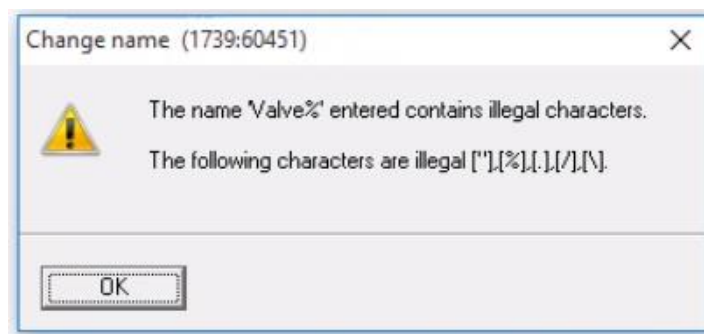 Change name (1739:60451)
The name 'Valve%' entered contains illegal characters.
The following characters are illegal ["],[%],[.],[/],[\].
OK